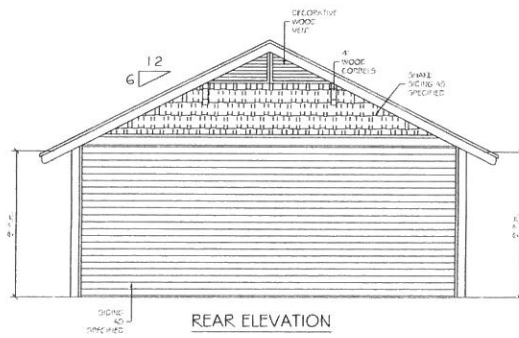 DECORATIVE
WOOD
VENT
12
6
4"
WOOD
CORBELS
SHAKE
SIDING AS
SPECIFIED
SIDING
AS
SPECIFIED
REAR ELEVATION